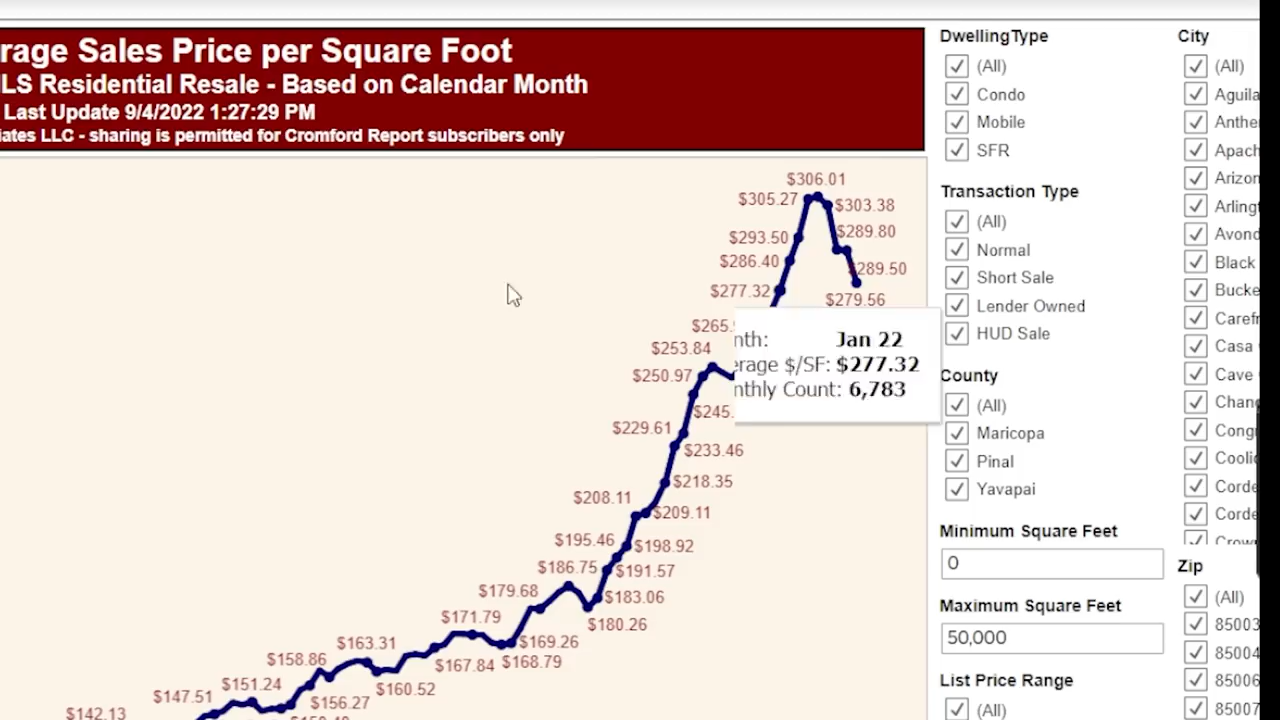 rage Sales Price per Square Foot
LS Residential Resale - Based on Calendar Month
Last Update 9/4/2022 1:27:29 PM
iates LLC - sharing is permitted for Cromford Report subscribers only
$306.01
$305.27
$303.38
$293.50
$289.80
$286.40
$289.50
$277.32
$279.56
$265.
$253.84
$250.97
$245.
$229.61
$233.46
$218.35
$208.11
$209.11
$195.46
$198.92
$186.75
$191.57
$179.68
$183.06
$180.26
$171.79
$169.26
$163.31
$167.84
$168.79
$158.86
$160.52
$151.24
$156.27
$147.51
$142.13
nth: Jan 22
erage $/SF: $277.32
nthly Count: 6,783
DwellingType
(All)
Condo
Mobile
SFR
Transaction Type
(All)
Normal
Short Sale
Lender Owned
HUD Sale
County
(All)
Maricopa
Pinal
Yavapai
Minimum Square Feet
0
Maximum Square Feet
50,000
List Price Range
(All)
City
(All)
Aguila
Anthe
Apach
Arizon
Arling
Avond
Black
Bucke
Carefr
Casa
Cave
Chan
Cong
Cooli
Corde
Corde
Crown
Zip
(All)
85003
85004
85006
85007